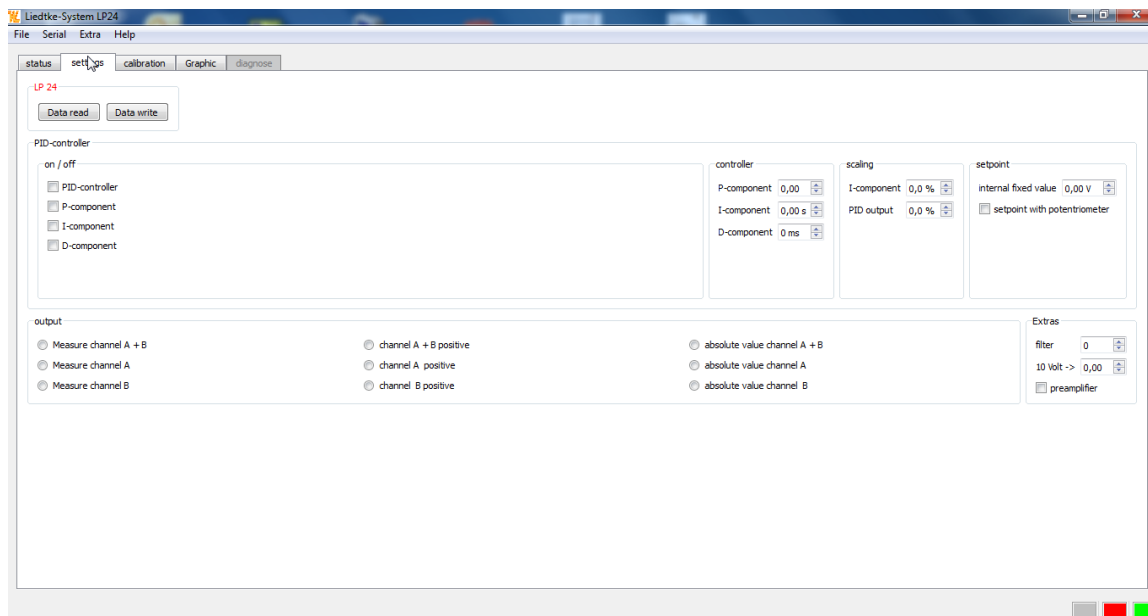 Liedtke-System LP24
File Serial Extra Help
status settings calibration Graphic diagnose
LP 24
Data read Data write
PID-controller
on / off
PID-controller
P-component
I-component
D-component
controller
P-component 0,00
I-component 0,00 s
D-component 0 ms
scaling
I-component 0,0 %
PID output 0,0 %
setpoint
internal fixed value 0,00 V
setpoint with potentriometer
output
Measure channel A + B
Measure channel A
Measure channel B
channel A + B positive
channel A positive
channel B positive
absolute value channel A + B
absolute value channel A
absolute value channel B
Extras
filter 0
10 Volt -> 0,00
preamplifier